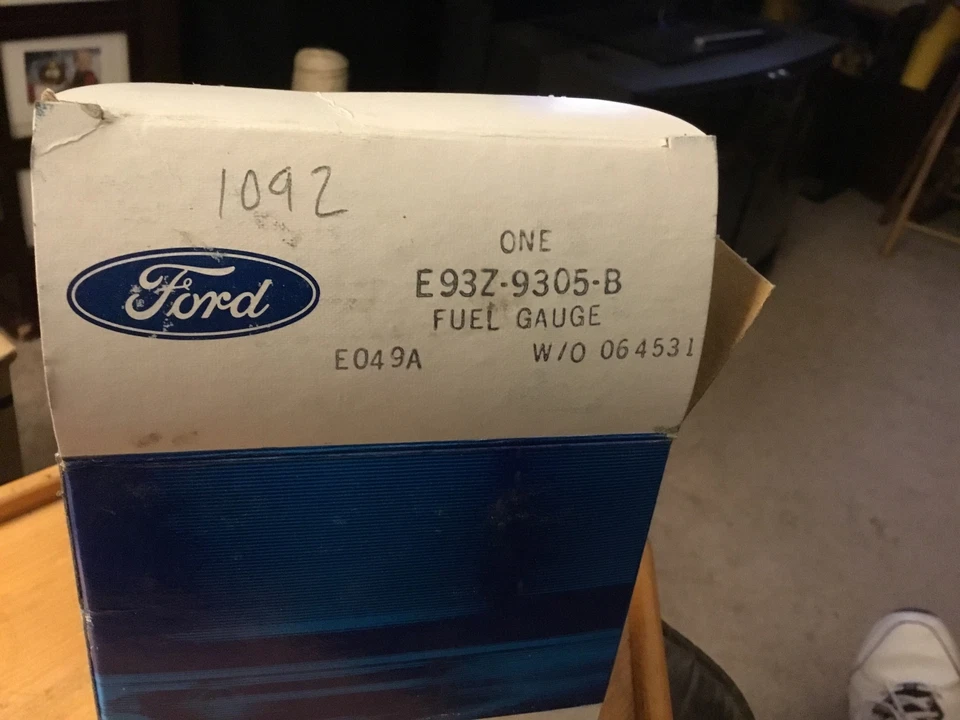 1092
Ford
ONE
E93Z-9305-B
FUEL GAUGE
E049A W/O 064531